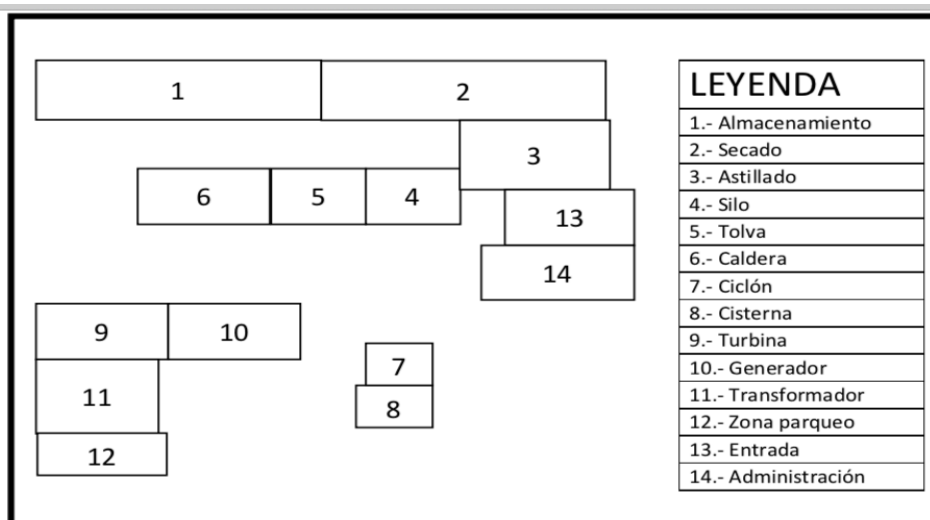 1
2
3
6
5
4
13
14
9
10
7
11
8
12
LEYENDA
1.- Almacenamiento
2.- Secado
3.- Astillado
4.- Silo
5.- Tolva
6.- Caldera
7.- Ciclón
8.- Cisterna
9.- Turbina
10.- Generador
11.- Transformador
12.- Zona parqueo
13.- Entrada
14.- Administración